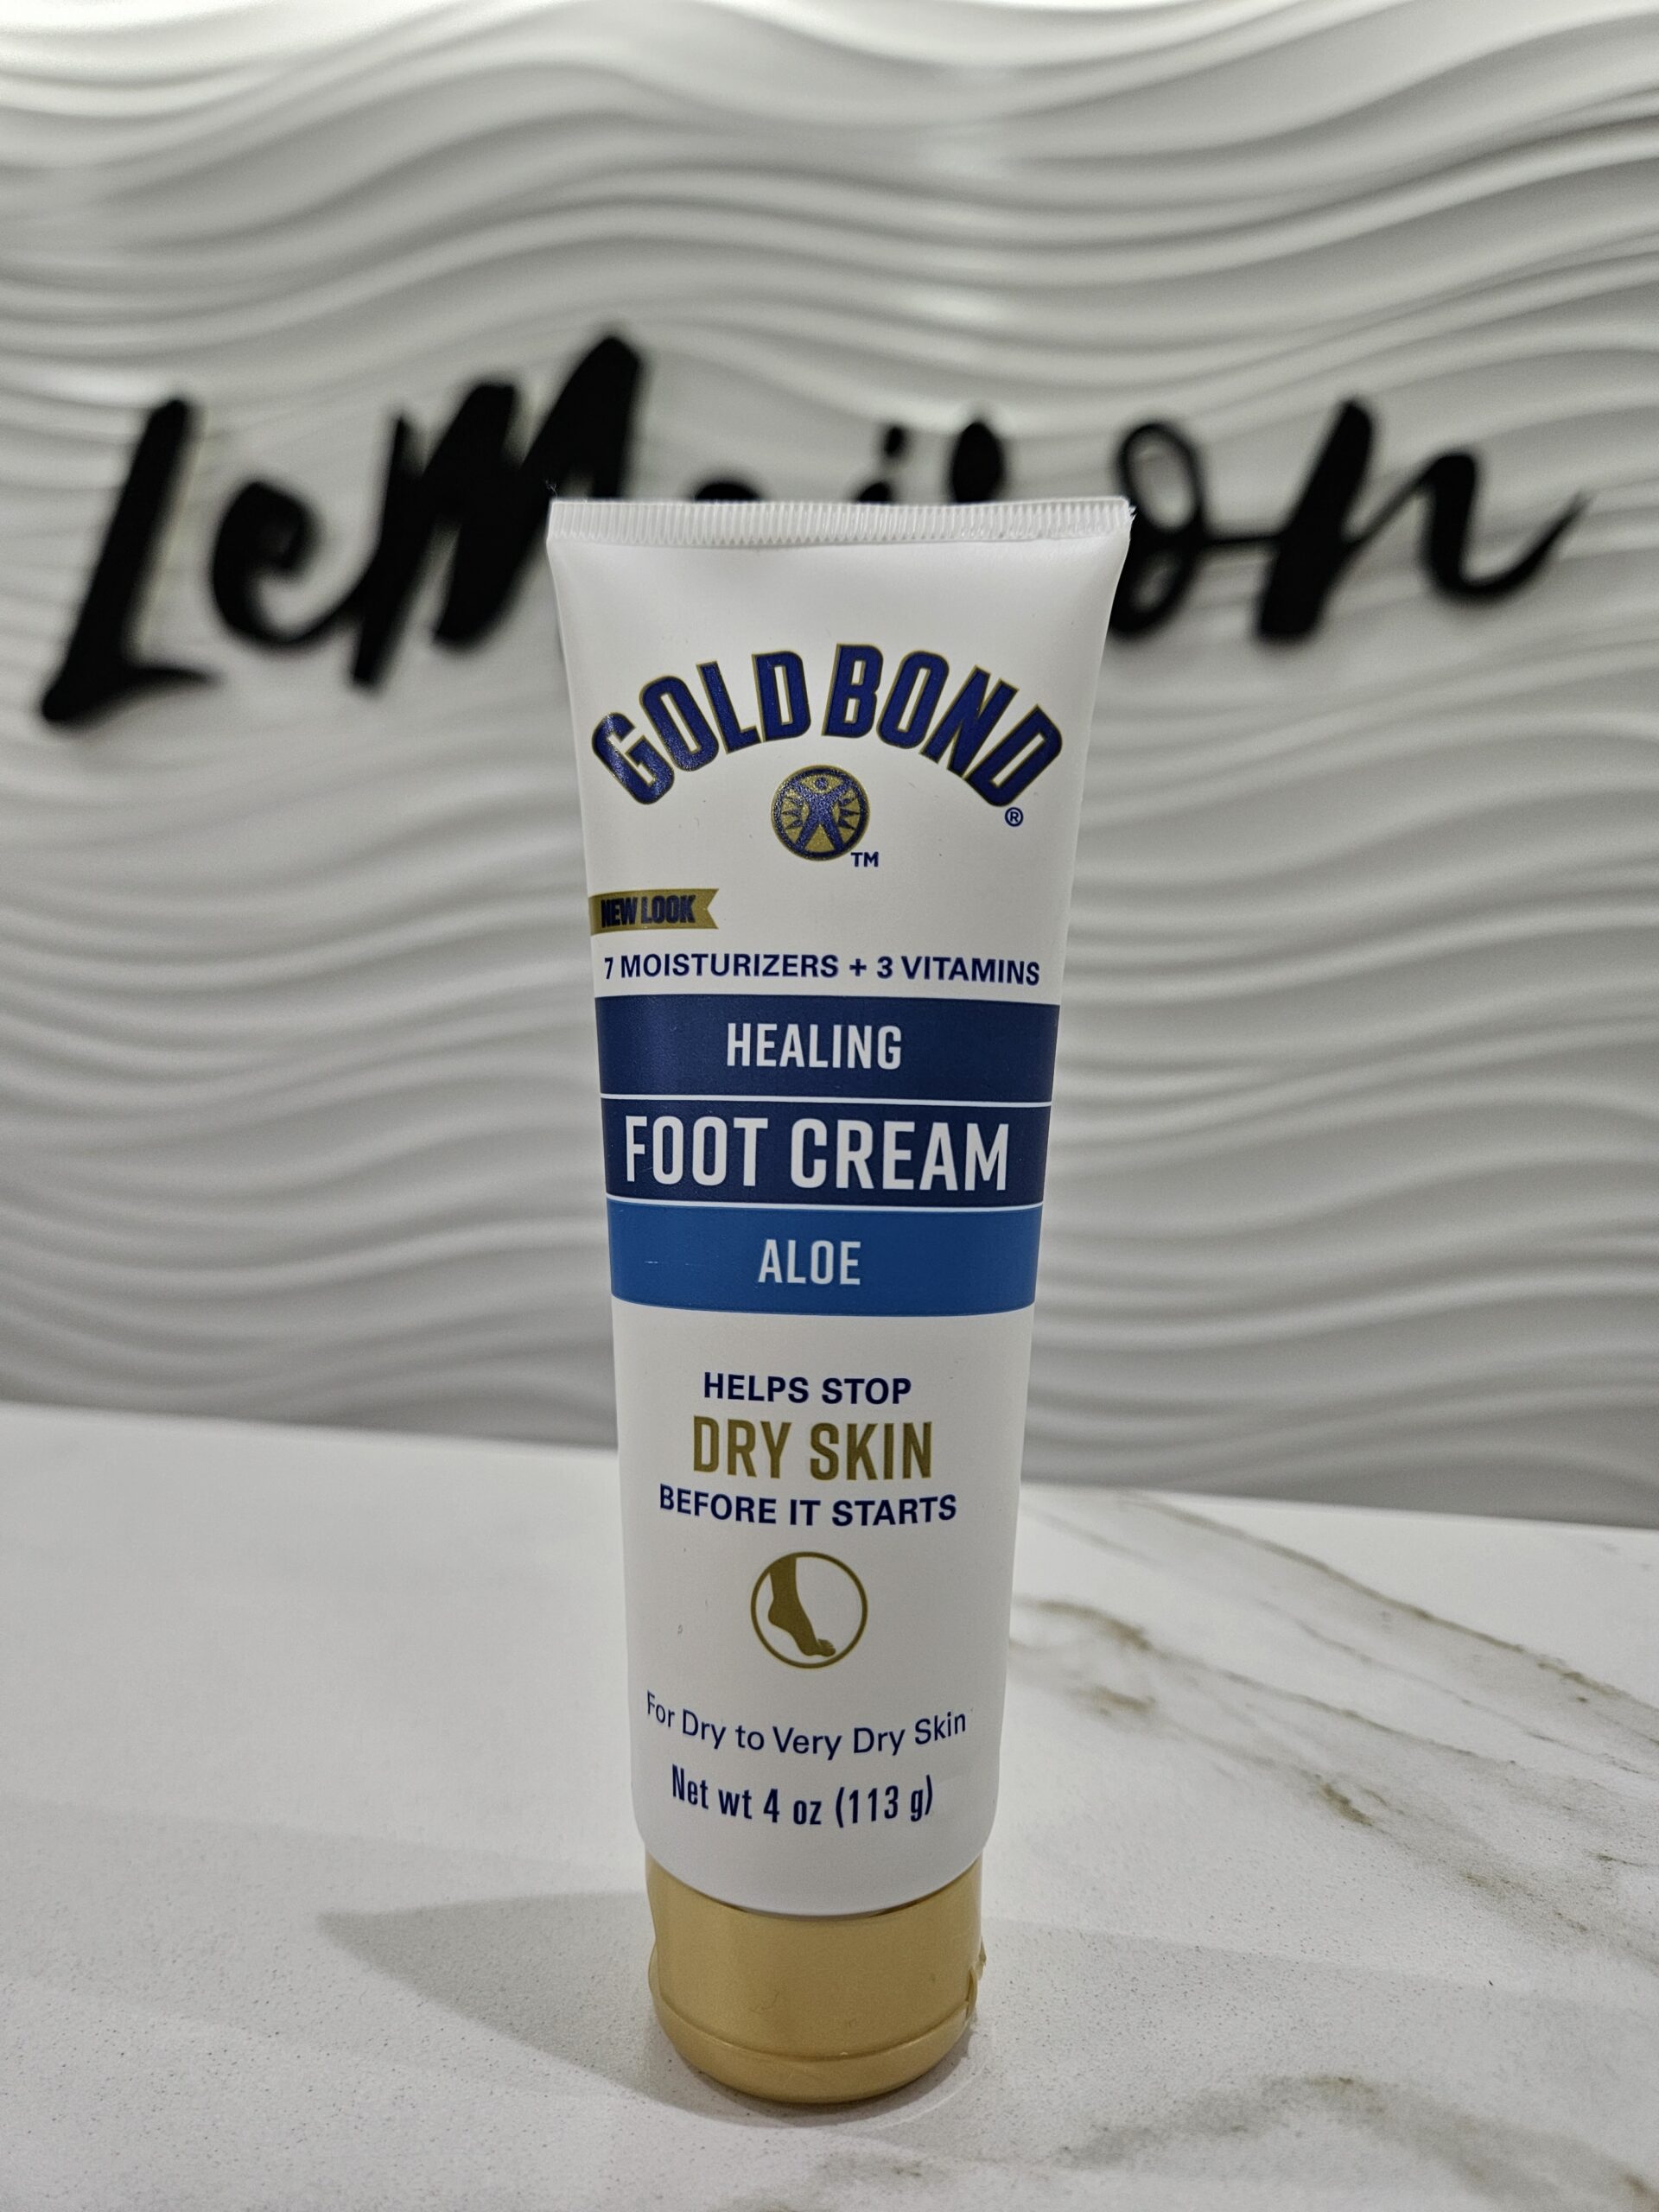 LeMaison
GOLD BOND®
TM
NEW LOOK
7 MOISTURIZERS + 3 VITAMINS
HEALING
FOOT CREAM
ALOE
HELPS STOP
DRY SKIN
BEFORE IT STARTS
For Dry to Very Dry Skin
Net wt 4 oz (113 g)